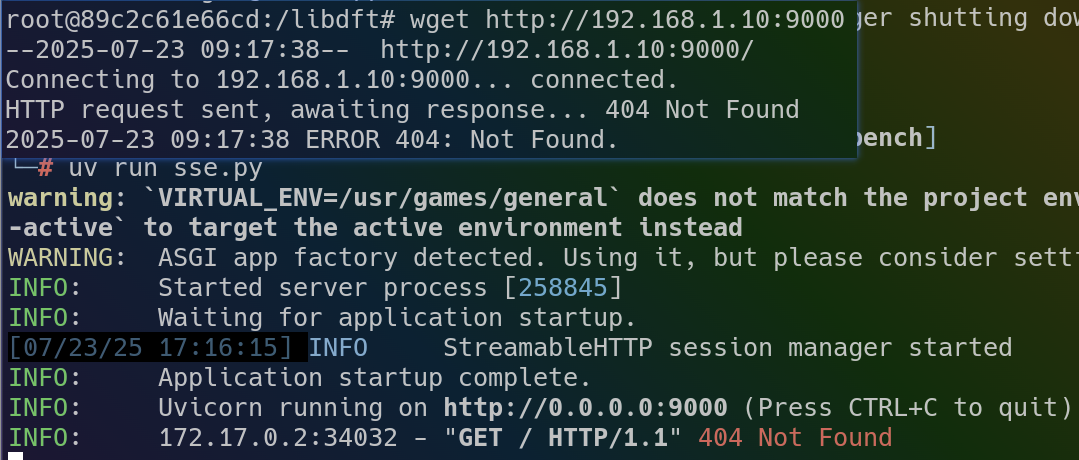 root@89c2c61e66cd:/libdft# wget http://192.168.1.10:9000
ger shutting dow
--2025-07-23 09:17:38--  http://192.168.1.10:9000/
Connecting to 192.168.1.10:9000... connected.
HTTP request sent, awaiting response... 404 Not Found
2025-07-23 09:17:38 ERROR 404: Not Found.
bench]
└─# uv run sse.py
warning: `VIRTUAL_ENV=/usr/games/general` does not match the project env
-active` to target the active environment instead
WARNING:  ASGI app factory detected. Using it, but please consider sett
INFO:     Started server process [258845]
INFO:     Waiting for application startup.
[07/23/25 17:16:15] INFO     StreamableHTTP session manager started
INFO:     Application startup complete.
INFO:     Uvicorn running on http://0.0.0.0:9000 (Press CTRL+C to quit)
INFO:     172.17.0.2:34032 - "GET / HTTP/1.1" 404 Not Found